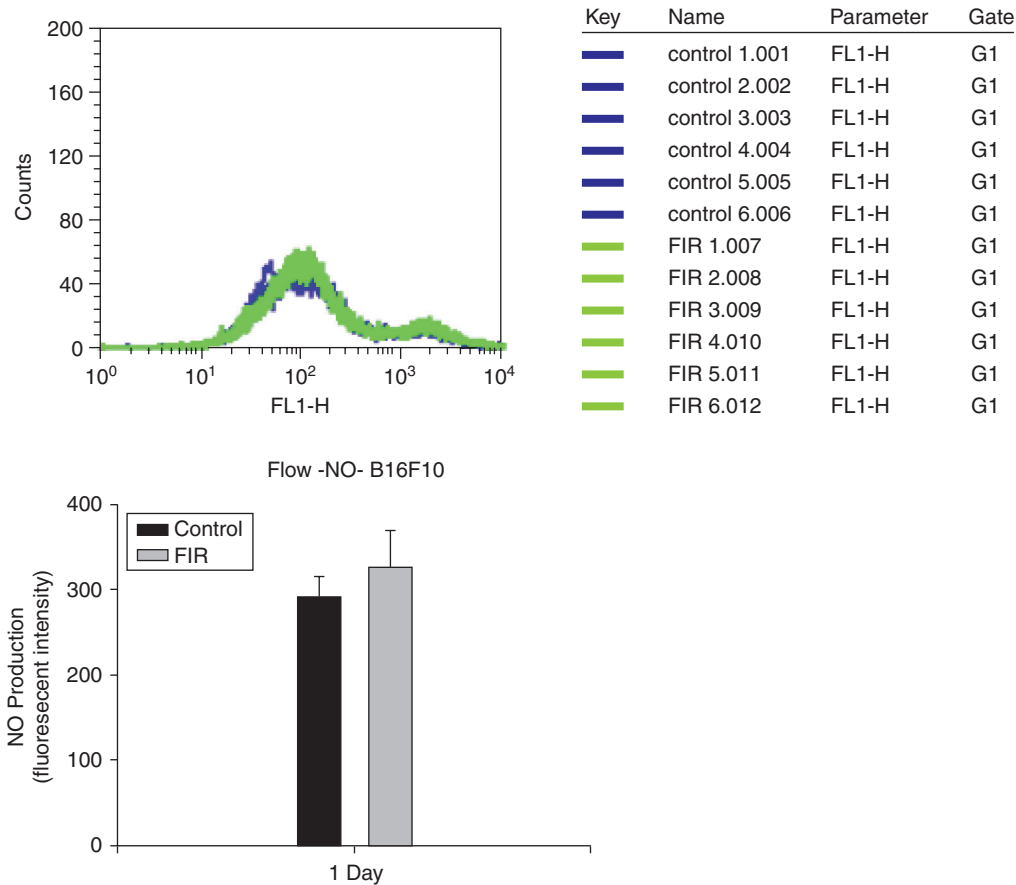 200
160
120
80
40
0
Counts
10⁰ 10¹ 10² 10³ 10⁴
FL1-H
Key Name Parameter Gate
control 1.001 FL1-H G1
control 2.002 FL1-H G1
control 3.003 FL1-H G1
control 4.004 FL1-H G1
control 5.005 FL1-H G1
control 6.006 FL1-H G1
FIR 1.007 FL1-H G1
FIR 2.008 FL1-H G1
FIR 3.009 FL1-H G1
FIR 4.010 FL1-H G1
FIR 5.011 FL1-H G1
FIR 6.012 FL1-H G1
Flow -NO- B16F10
400
300
200
100
0
NO Production
(fluoresecent intensity)
Control
FIR
1 Day